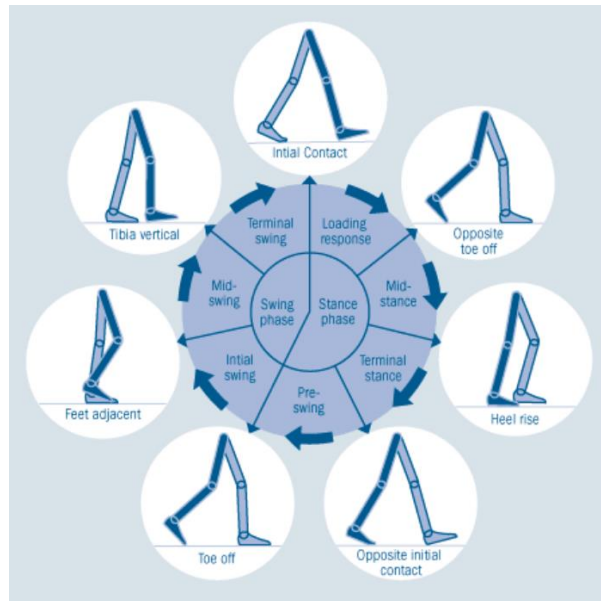 Intial Contact
Opposite
toe off
Heel rise
Opposite initial
contact
Toe off
Feet adjacent
Tibia vertical
Terminal
swing
Loading
response
Mid-
stance
Terminal
stance
Pre-
swing
Intial
swing
Mid-
swing
Swing
phase
Stance
phase